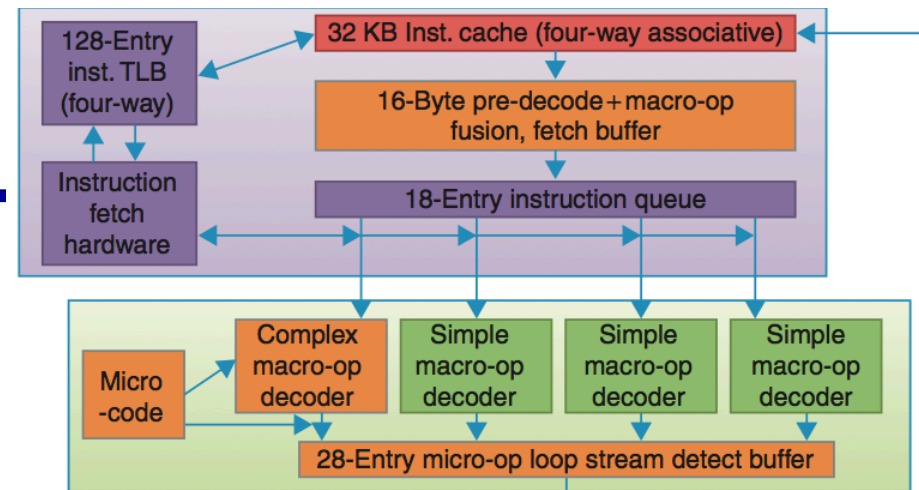 128-Entry
inst. TLB
(four-way)
32 KB Inst. cache (four-way associative)
16-Byte pre-decode+macro-op
fusion, fetch buffer
Instruction
fetch
hardware
18-Entry instruction queue
Micro
-code
Complex
macro-op
decoder
Simple
macro-op
decoder
Simple
macro-op
decoder
Simple
macro-op
decoder
28-Entry micro-op loop stream detect buffer